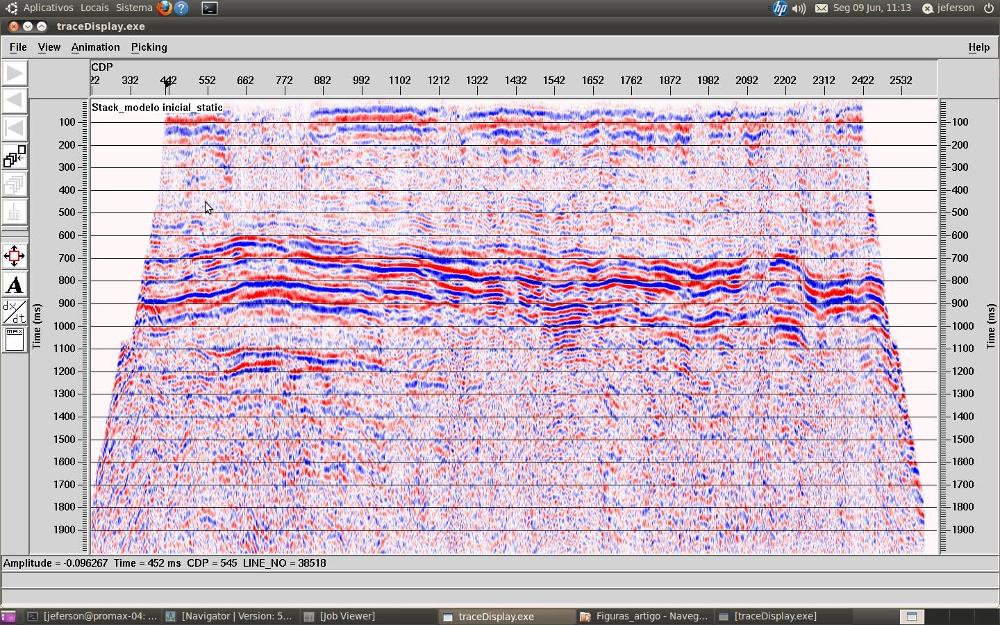 Aplicativos Locais Sistema ? hp Seg 09 Jun, 11:13 jeferson
traceDisplay.exe
File View Animation Picking Help
CDP
22 332 442 552 662 772 882 992 1102 1212 1322 1432 1542 1652 1762 1872 1982 2092 2202 2312 2422 2532
Stack_modelo inicial_static
100 100
200 200
300 300
400 400
500 500
600 600
700 700
800 800
900 900
1000 1000
1100 1100
1200 1200
1300 1300
1400 1400
1500 1500
1600 1600
1700 1700
1800 1800
1900 1900
Time (ms) Time (ms)
A
dx/dt
max
Amplitude = -0.096267 Time = 452 ms CDP = 545 LINE_NO = 38518
[jeferson@promax-04: ... [Navigator | Version: 5... [Job Viewer] traceDisplay.exe Figuras_artigo - Naveg... [traceDisplay.exe]